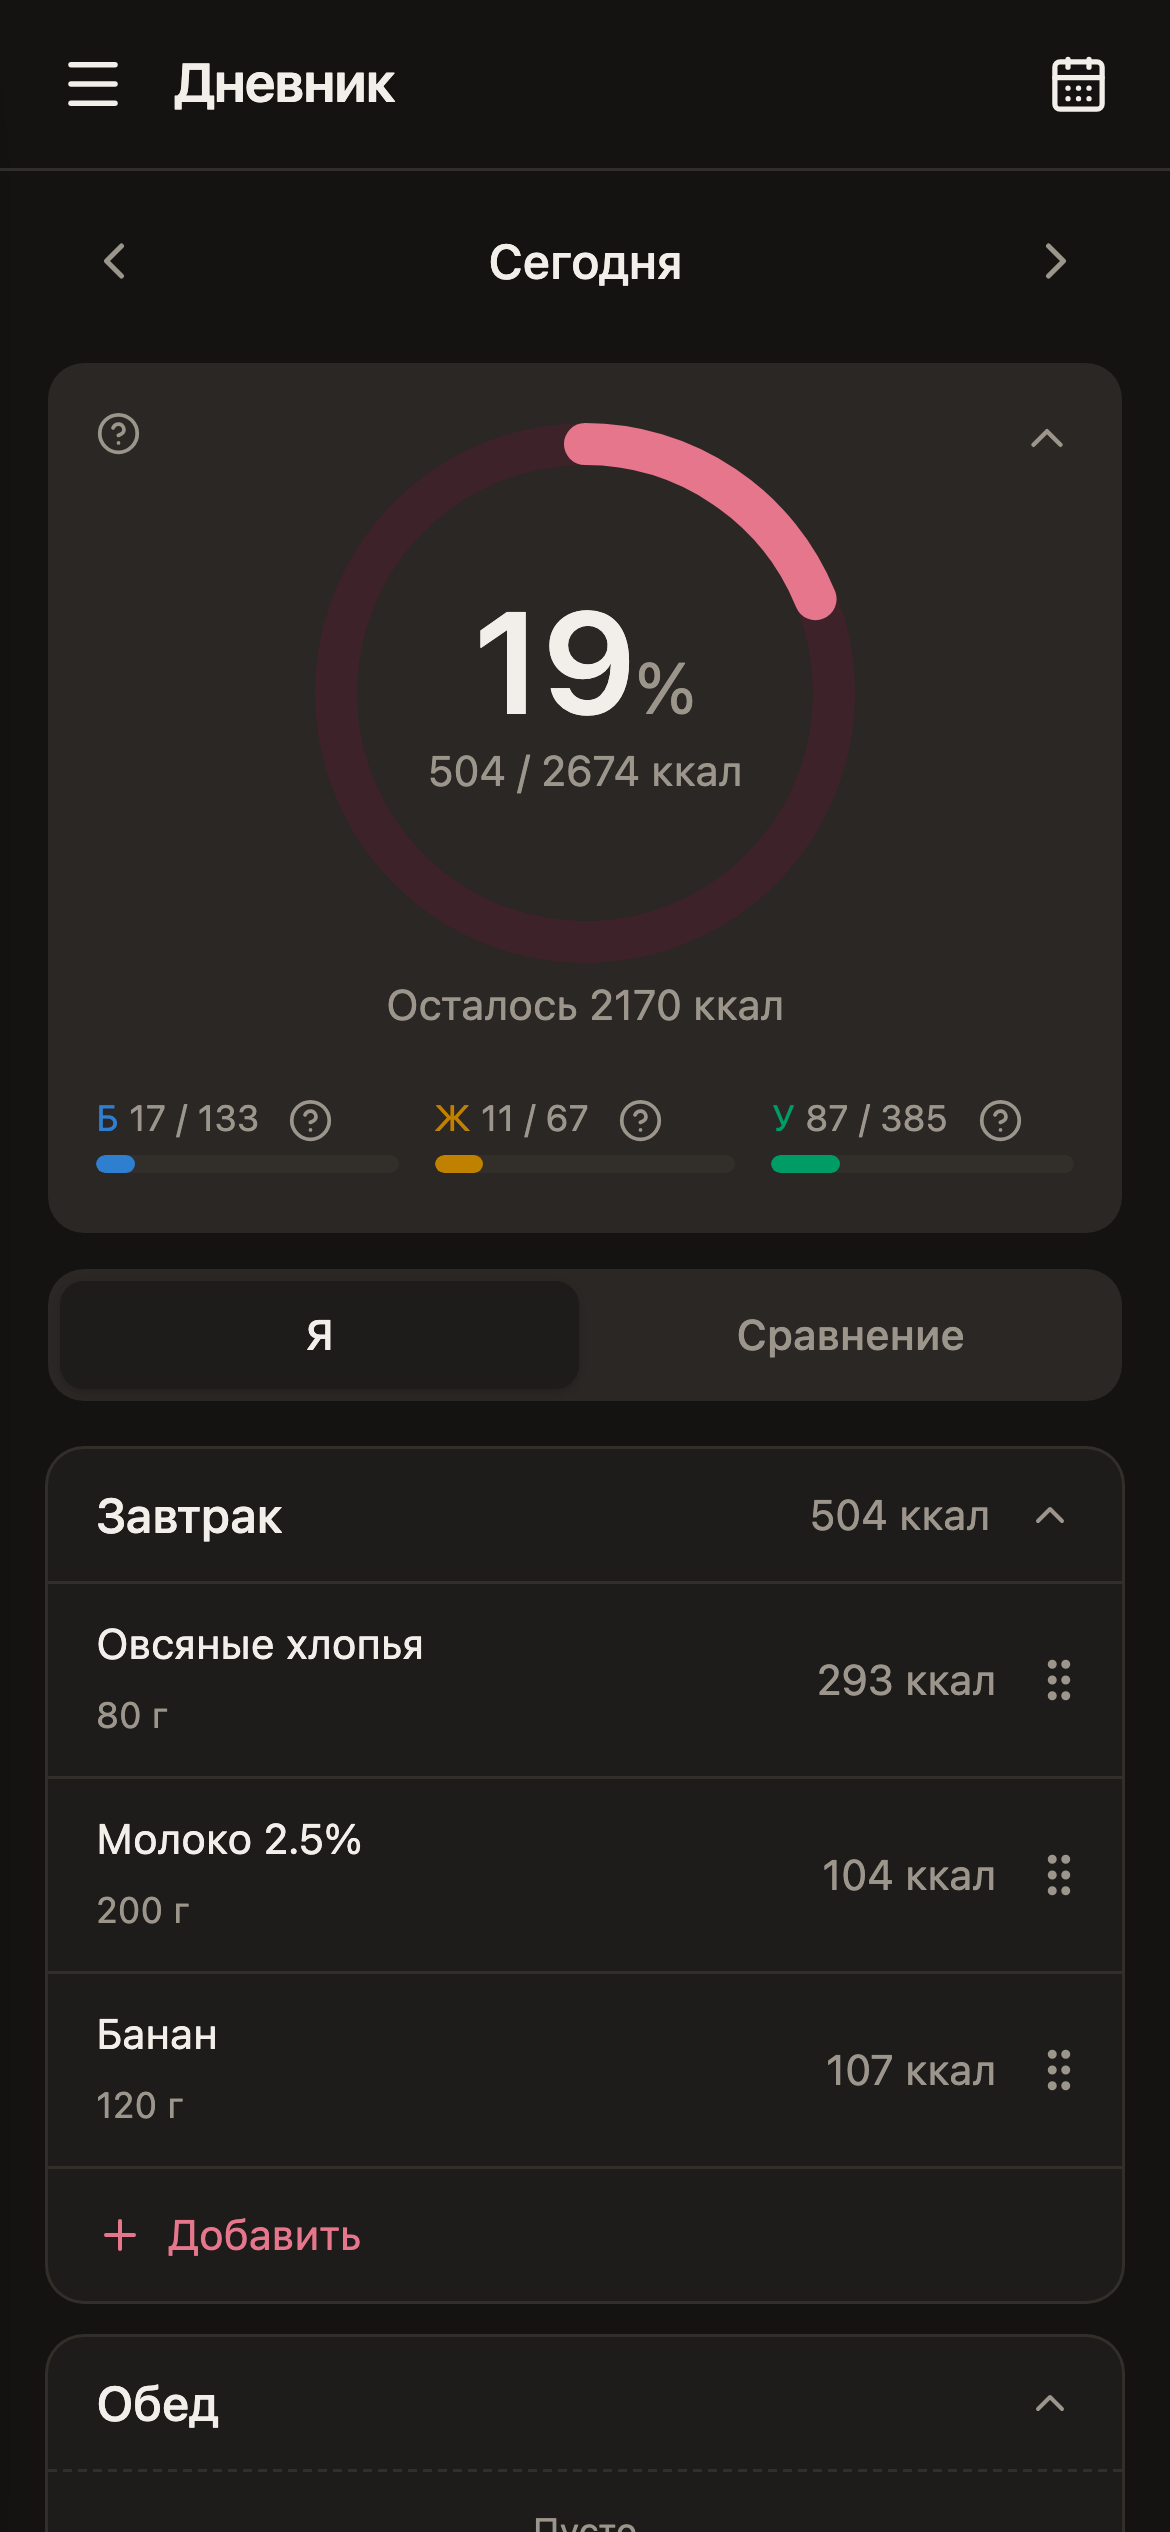 Дневник
Сегодня
19%
504 / 2674 ккал
Осталось 2170 ккал
Б 17 / 133
Ж 11 / 67
У 87 / 385
Я
Сравнение
Завтрак 504 ккал
Овсяные хлопья
293 ккал
80 г
Молоко 2.5%
104 ккал
200 г
Банан
107 ккал
120 г
+ Добавить
Обед
Пусто